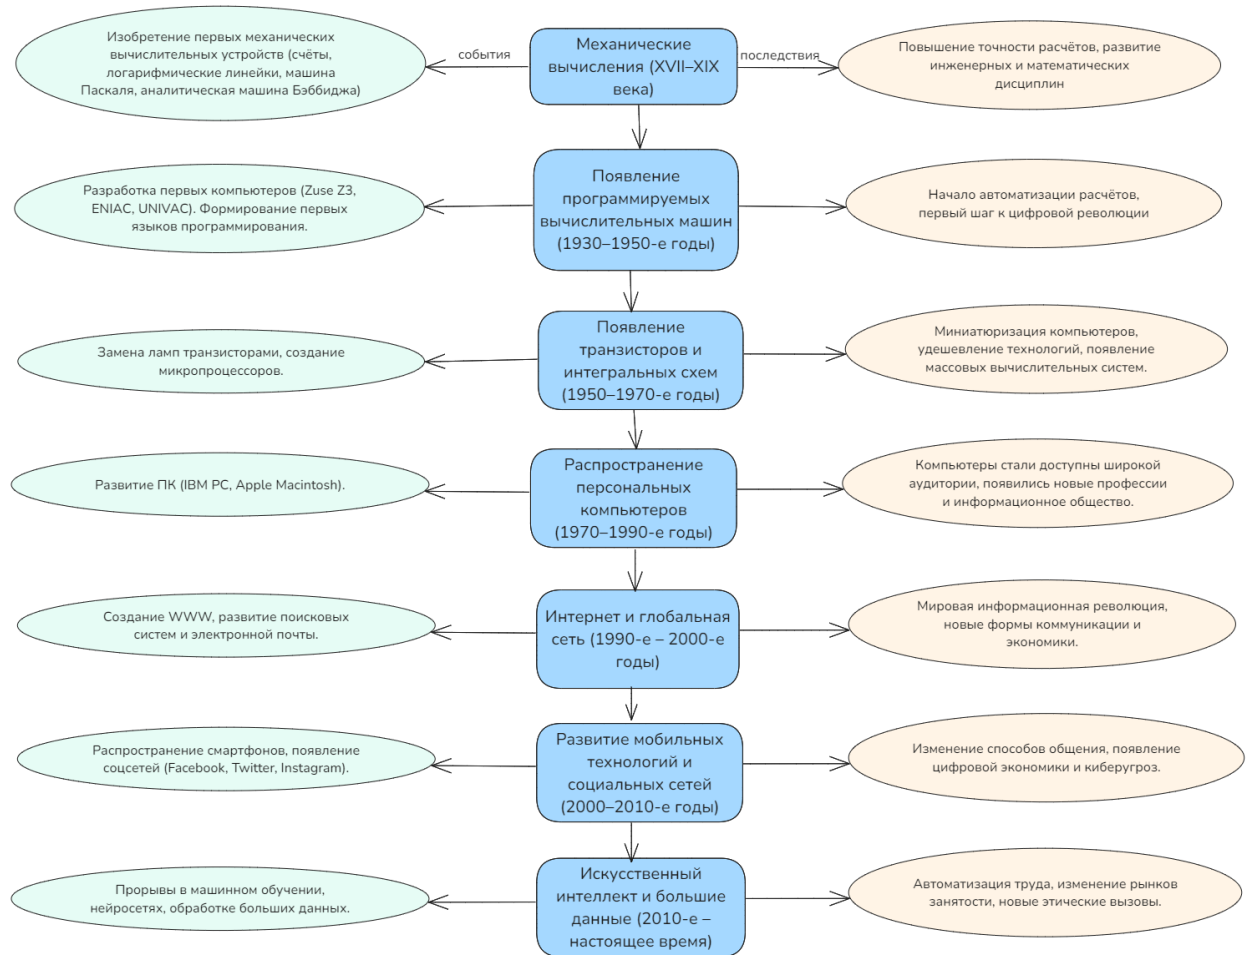 Изобретение первых механических
вычислительных устройств (счёты,
логарифмические линейки, машина
Паскаля, аналитическая машина Бэббиджа)
события
Механические
вычисления (XVII–XIX
века)
последствия
Повышение точности расчётов, развитие
инженерных и математических
дисциплин
Разработка первых компьютеров (Zuse Z3,
ENIAC, UNIVAC). Формирование первых
языков программирования.
Появление
программируемых
вычислительных машин
(1930–1950-е годы)
Начало автоматизации расчётов,
первый шаг к цифровой революции
Замена ламп транзисторами, создание
микропроцессоров.
Появление
транзисторов и
интегральных схем
(1950–1970-е годы)
Миниатюризация компьютеров,
удешевление технологий, появление
массовых вычислительных систем.
Развитие ПК (IBM PC, Apple Macintosh).
Распространение
персональных
компьютеров
(1970–1990-е годы)
Компьютеры стали доступны широкой
аудитории, появились новые профессии
и информационное общество.
Создание WWW, развитие поисковых
систем и электронной почты.
Интернет и глобальная
сеть (1990-е – 2000-е
годы)
Мировая информационная революция,
новые формы коммуникации и
экономики.
Распространение смартфонов, появление
соцсетей (Facebook, Twitter, Instagram).
Развитие мобильных
технологий и
социальных сетей
(2000–2010-е годы)
Изменение способов общения, появление
цифровой экономики и киберугроз.
Прорывы в машинном обучении,
нейросетях, обработке больших данных.
Искусственный
интеллект и большие
данные (2010-е –
настоящее время)
Автоматизация труда, изменение рынков
занятости, новые этические вызовы.